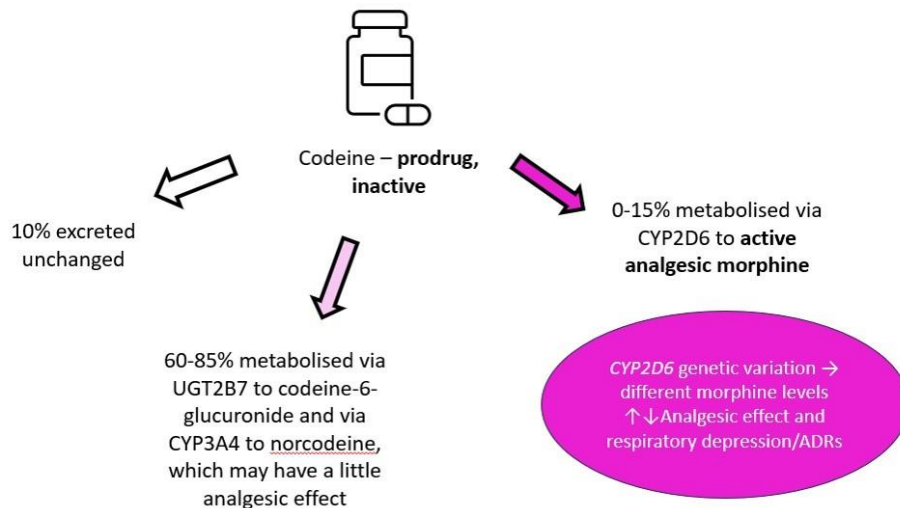 Codeine – prodrug,
inactive
10% excreted
unchanged
0-15% metabolised via
CYP2D6 to active
analgesic morphine
60-85% metabolised via
UGT2B7 to codeine-6-
glucuronide and via
CYP3A4 to norcodeine,
which may have a little
analgesic effect
CYP2D6 genetic variation →
different morphine levels
↑↓Analgesic effect and
respiratory depression/ADRs